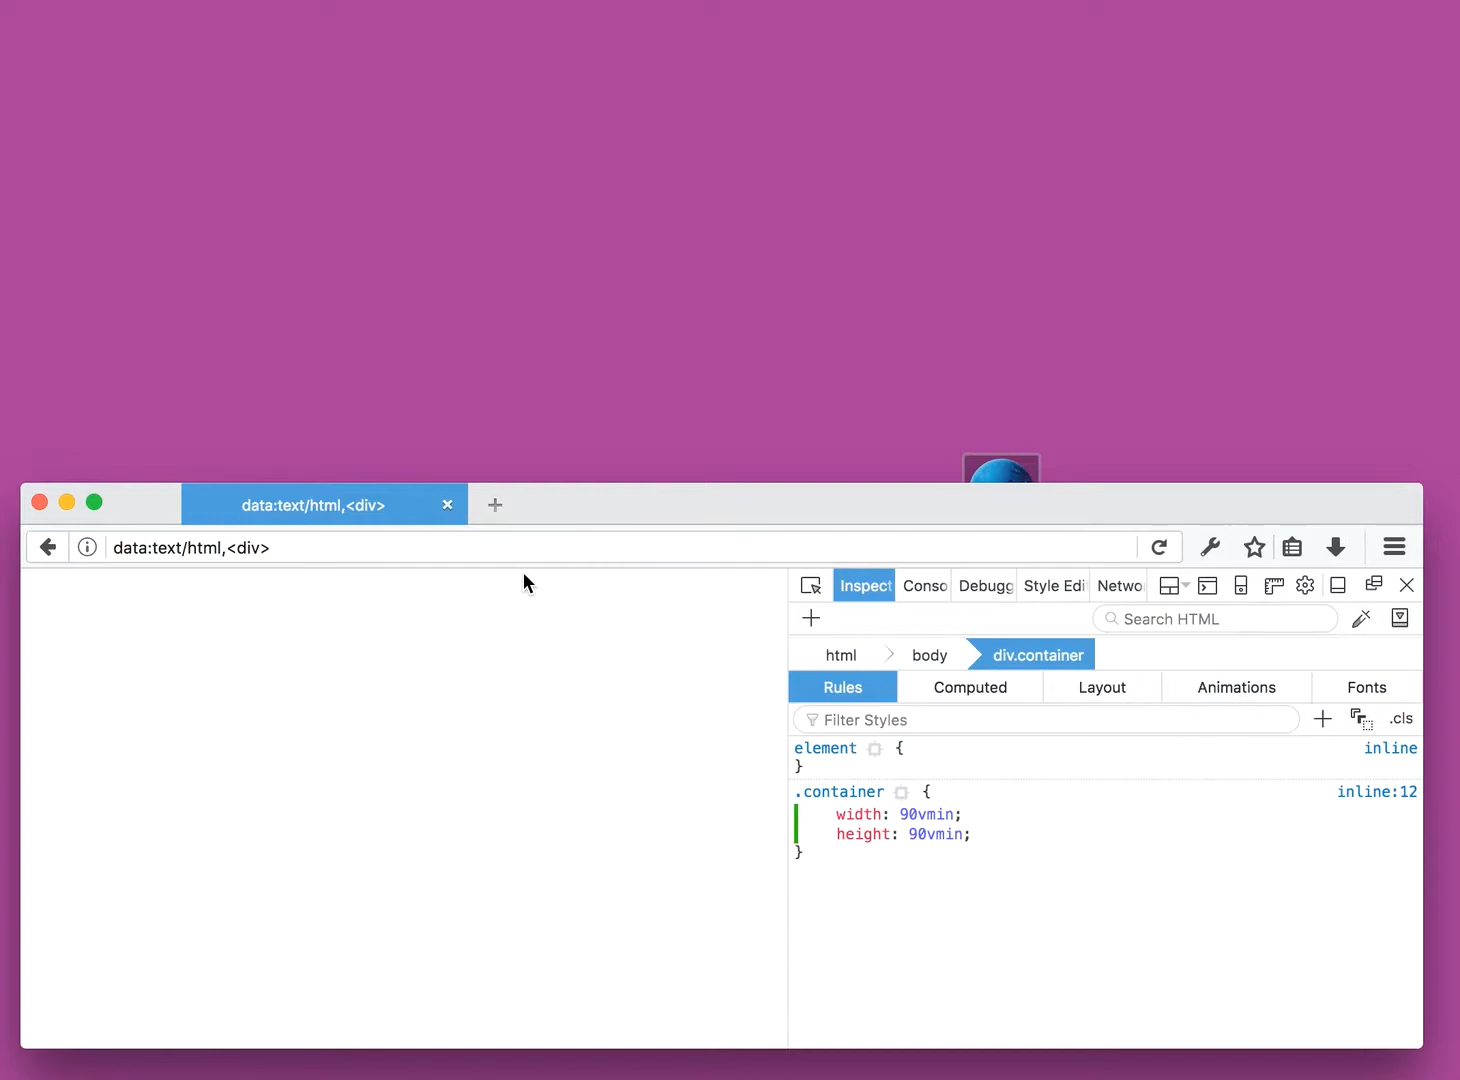 data:text/html,<div>
data:text/html,<div>
Inspect Conso Debugg Style Edi Netwo
Search HTML
html body div.container
Rules Computed Layout Animations Fonts
Filter Styles .cls
element { inline
}
.container { inline:12
width: 90vmin;
height: 90vmin;
}